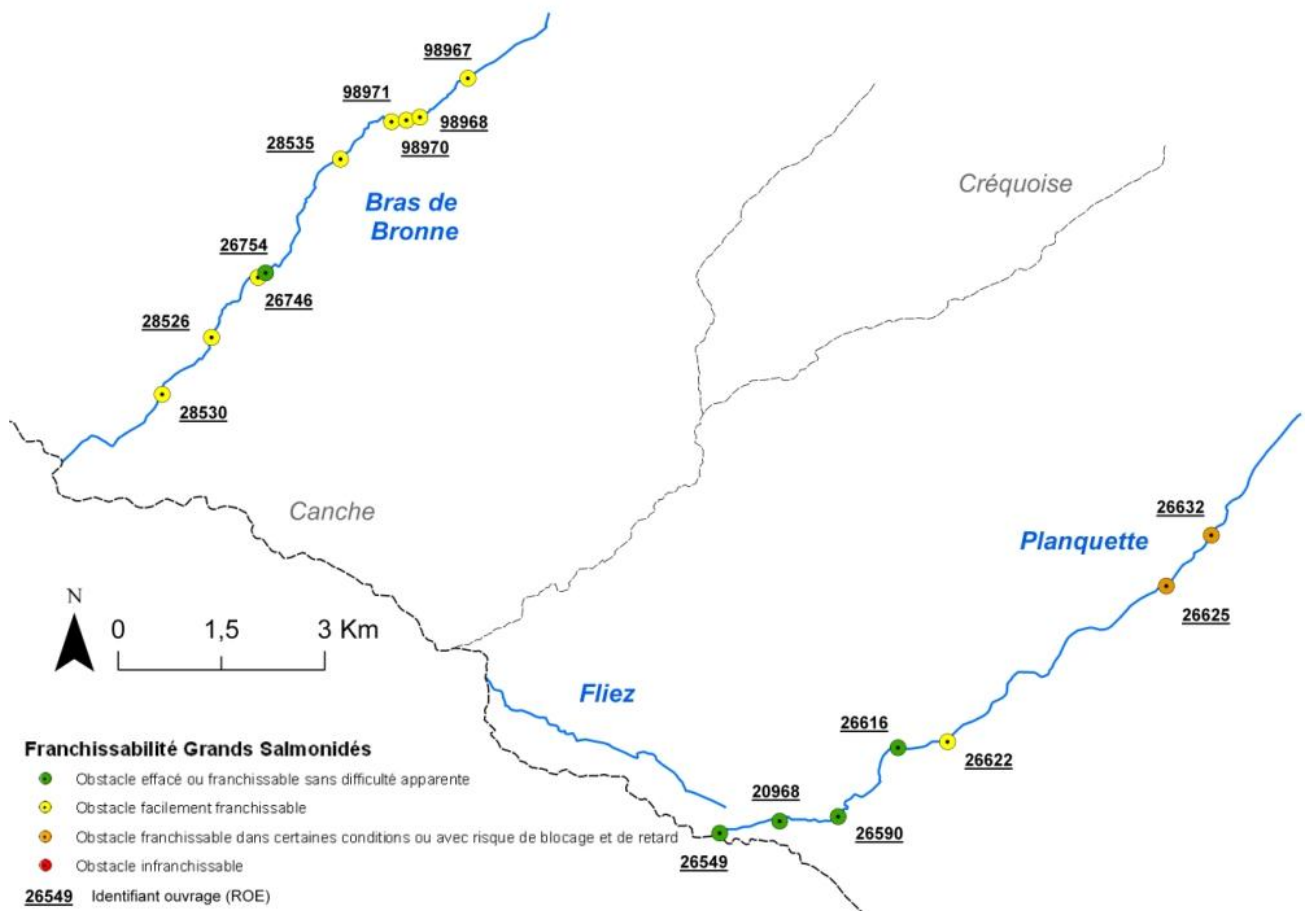 98967
98971
98968
98970
28535
Créquoise
Bras de
Bronne
26754
26746
28526
28530
Canche
26632
Planquette
26625
N
0 1,5 3 Km
Fliez
26616
26622
20968
26590
26549
Franchissabilité Grands Salmonidés
Obstacle effacé ou franchissable sans difficulté apparente
Obstacle facilement franchissable
Obstacle franchissable dans certaines conditions ou avec risque de blocage et de retard
Obstacle infranchissable
26549 Identifiant ouvrage (ROE)